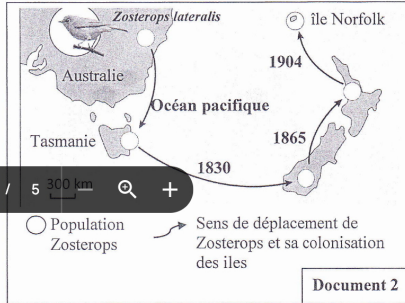 Zosterops lateralis
île Norfolk
Australie
1904
Océan pacifique
Tasmanie
1865
1830
/ 5
300 km
Population
Zosterops
Sens de déplacement de
Zosterops et sa colonisation
des iles
Document 2